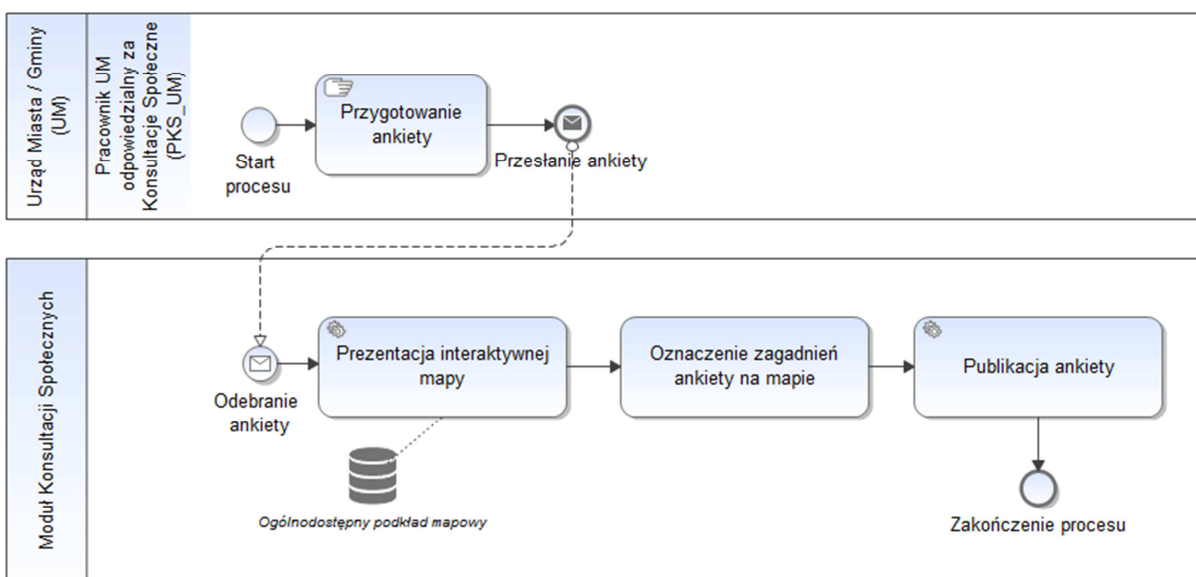 Urząd Miasta / Gminy
(UM)
Pracownik UM
odpowiedzialny za
Konsultacje Społeczne
(PKS_UM)
Start
procesu
Przygotowanie
ankiety
Przesłanie ankiety
Moduł Konsultacji Społecznych
Odebranie
ankiety
Prezentacja interaktywnej
mapy
Ogólnodostępny podkład mapowy
Oznaczenie zagadnień
ankiety na mapie
Publikacja ankiety
Zakończenie procesu